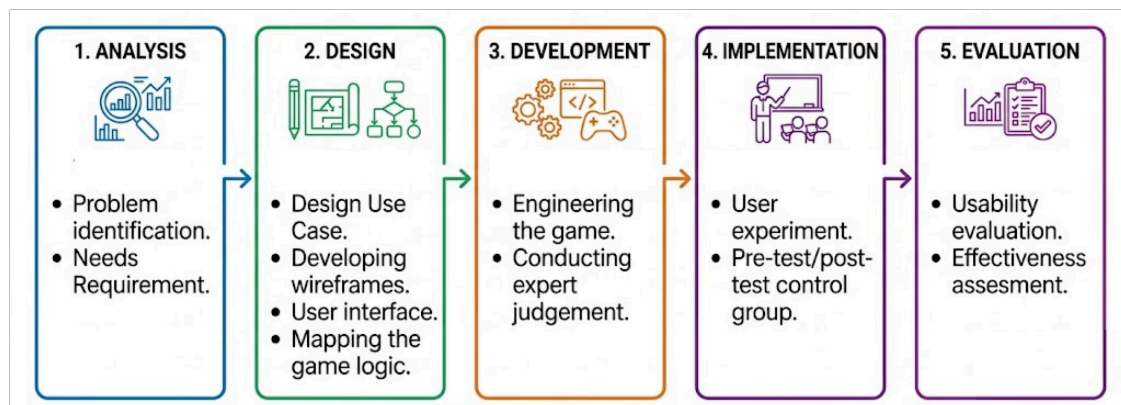 1. ANALYSIS
• Problem
identification.
• Needs
Requirement.
2. DESIGN
• Design Use
Case.
• Developing
wireframes.
• User interface.
• Mapping the
game logic.
3. DEVELOPMENT
</>
• Engineering
the game.
• Conducting
expert
judgement.
4. IMPLEMENTATION
• User
experiment.
• Pre-test/post-
test control
group.
5. EVALUATION
• Usability
evaluation.
• Effectiveness
assesment.